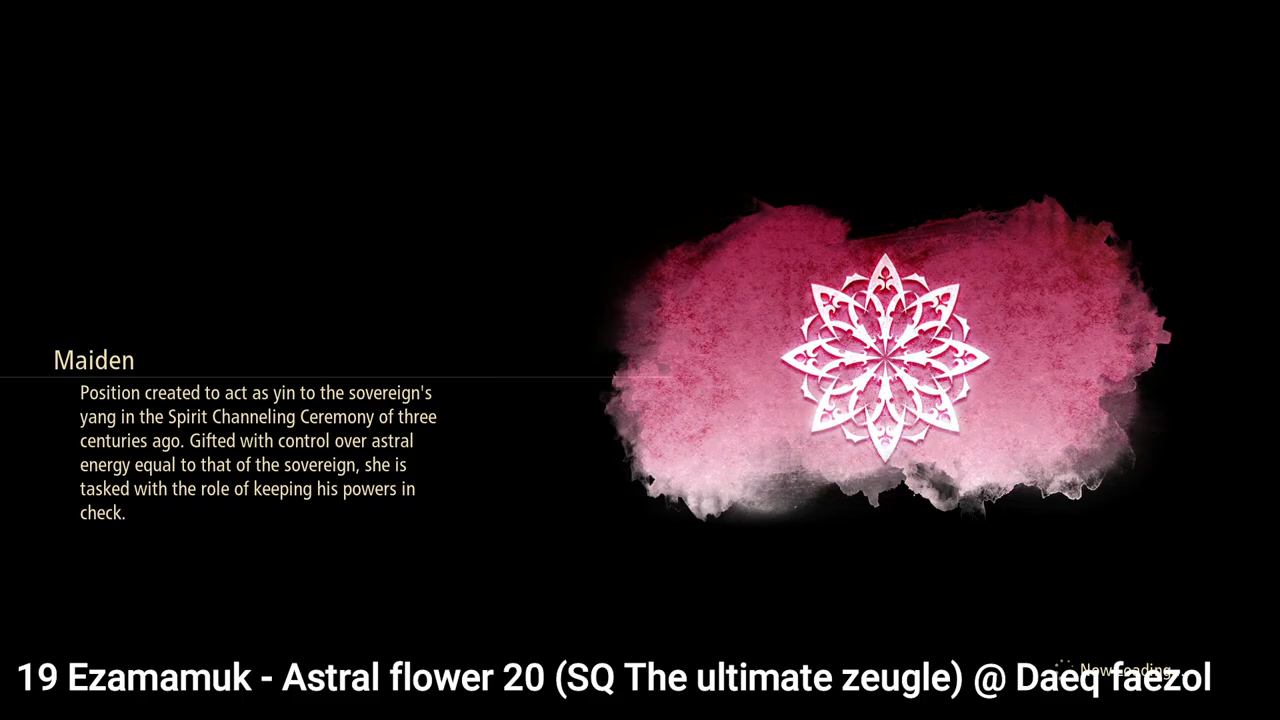 Maiden
Position created to act as yin to the sovereign's
yang in the Spirit Channeling Ceremony of three
centuries ago. Gifted with control over astral
energy equal to that of the sovereign, she is
tasked with the role of keeping his powers in
check.
Now Loading...
19 Ezamamuk - Astral flower 20 (SQ The ultimate zeugle) @ Daeq faezol